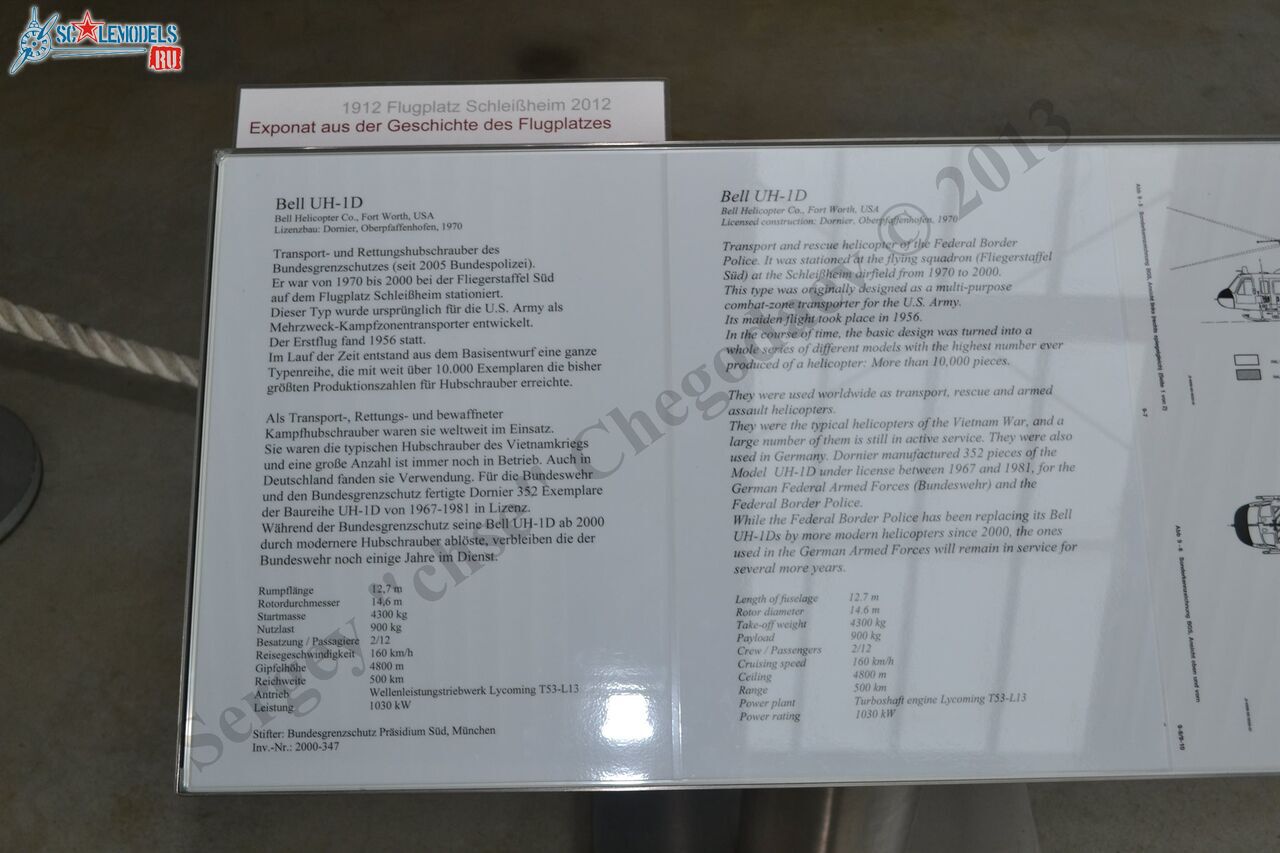 SCALEMODELS
RU
1912 Flugplatz Schleißheim 2012
Exponat aus der Geschichte des Flugplatzes
Bell UH-1D
Bell Helicopter Co., Fort Worth, USA
Lizenzbau: Dornier, Oberpfaffenhofen, 1970
Transport- und Rettungshubschrauber des
Bundesgrenzschutzes (seit 2005 Bundespolizei).
Er war von 1970 bis 2000 bei der Fliegerstaffel Süd
auf dem Flugplatz Schleißheim stationiert.
Dieser Typ wurde ursprünglich für die U.S. Army als
Mehrzweck-Kampfzonentransporter entwickelt.
Der Erstflug fand 1956 statt.
Im Lauf der Zeit entstand aus dem Basisentwurf eine ganze
Typenreihe, die mit weit über 10.000 Exemplaren die bisher
größten Produktionszahlen für Hubschrauber erreichte.
Als Transport-, Rettungs- und bewaffneter
Kampfhubschrauber waren sie weltweit im Einsatz.
Sie waren die typischen Hubschrauber des Vietnamkriegs
und eine große Anzahl ist immer noch in Betrieb. Auch in
Deutschland fanden sie Verwendung. Für die Bundeswehr
und den Bundesgrenzschutz fertigte Dornier 352 Exemplare
der Baureihe UH-1D von 1967-1981 in Lizenz.
Während der Bundesgrenzschutz seine Bell UH-1D ab 2000
durch modernere Hubschrauber ablöste, verbleiben die der
Bundeswehr noch einige Jahre im Dienst.
Rumpflänge 12,7 m
Rotordurchmesser 14,6 m
Startmasse 4300 kg
Nutzlast 900 kg
Besatzung / Passagiere 2/12
Reisegeschwindigkeit 160 km/h
Gipfelhöhe 4800 m
Reichweite 500 km
Antrieb Wellenleistungstriebwerk Lycoming T53-L13
Leistung 1030 kW
Stifter: Bundesgrenzschutz Präsidium Süd, München
Inv.-Nr.: 2000-347
Bell UH-1D
Bell Helicopter Co., Fort Worth, USA
Licensed construction: Dornier, Oberpfaffenhofen, 1970
Transport and rescue helicopter of the Federal Border
Police. It was stationed at the flying squadron (Fliegerstaffel
Süd) at the Schleißheim airfield from 1970 to 2000.
This type was originally designed as a multi-purpose
combat-zone transporter for the U.S. Army.
Its maiden flight took place in 1956.
In the course of time, the basic design was turned into a
whole series of different models with the highest number ever
produced of a helicopter: More than 10,000 pieces.
They were used worldwide as transport, rescue and armed
assault helicopters.
They were the typical helicopters of the Vietnam War, and a
large number of them is still in active service. They were also
used in Germany. Dornier manufactured 352 pieces of the
Model UH-1D under license between 1967 and 1981, for the
German Federal Armed Forces (Bundeswehr) and the
Federal Border Police.
While the Federal Border Police has been replacing its Bell
UH-1Ds by more modern helicopters since 2000, the ones
used in the German Armed Forces will remain in service for
several more years.
Length of fuselage 12.7 m
Rotor diameter 14.6 m
Take-off weight 4300 kg
Payload 900 kg
Crew / Passengers 2/12
Cruising speed 160 km/h
Ceiling 4800 m
Range 500 km
Power plant Turboshaft engine Lycoming T53-L13
Power rating 1030 kW
Sergey "chsd" Chegodaev © 2013